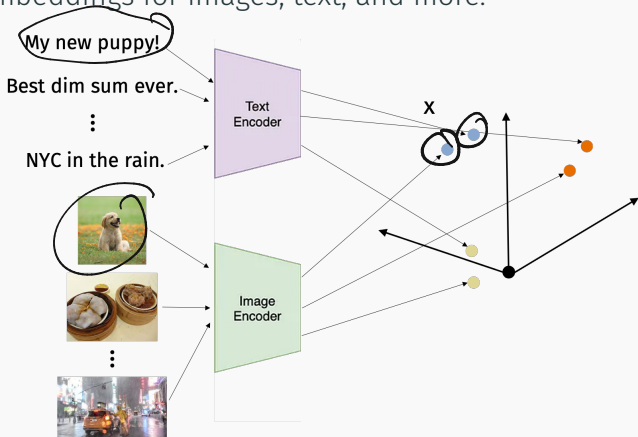 mbeddings for images, text, and more.
My new puppy!
Best dim sum ever.
NYC in the rain.
Text
Encoder
x
Image
Encoder